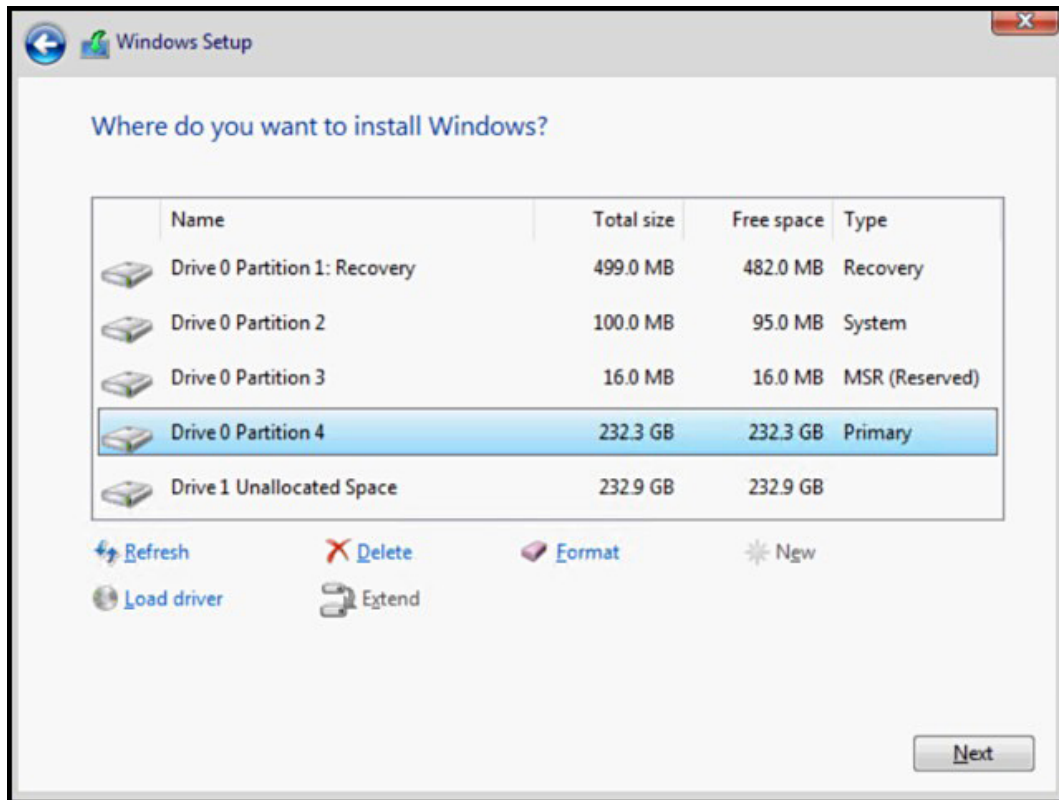 Windows Setup
Where do you want to install Windows?
Name Total size Free space Type
Drive 0 Partition 1: Recovery 499.0 MB 482.0 MB Recovery
Drive 0 Partition 2 100.0 MB 95.0 MB System
Drive 0 Partition 3 16.0 MB 16.0 MB MSR (Reserved)
Drive 0 Partition 4 232.3 GB 232.3 GB Primary
Drive 1 Unallocated Space 232.9 GB 232.9 GB
Refresh Delete Format New
Load driver Extend
Next